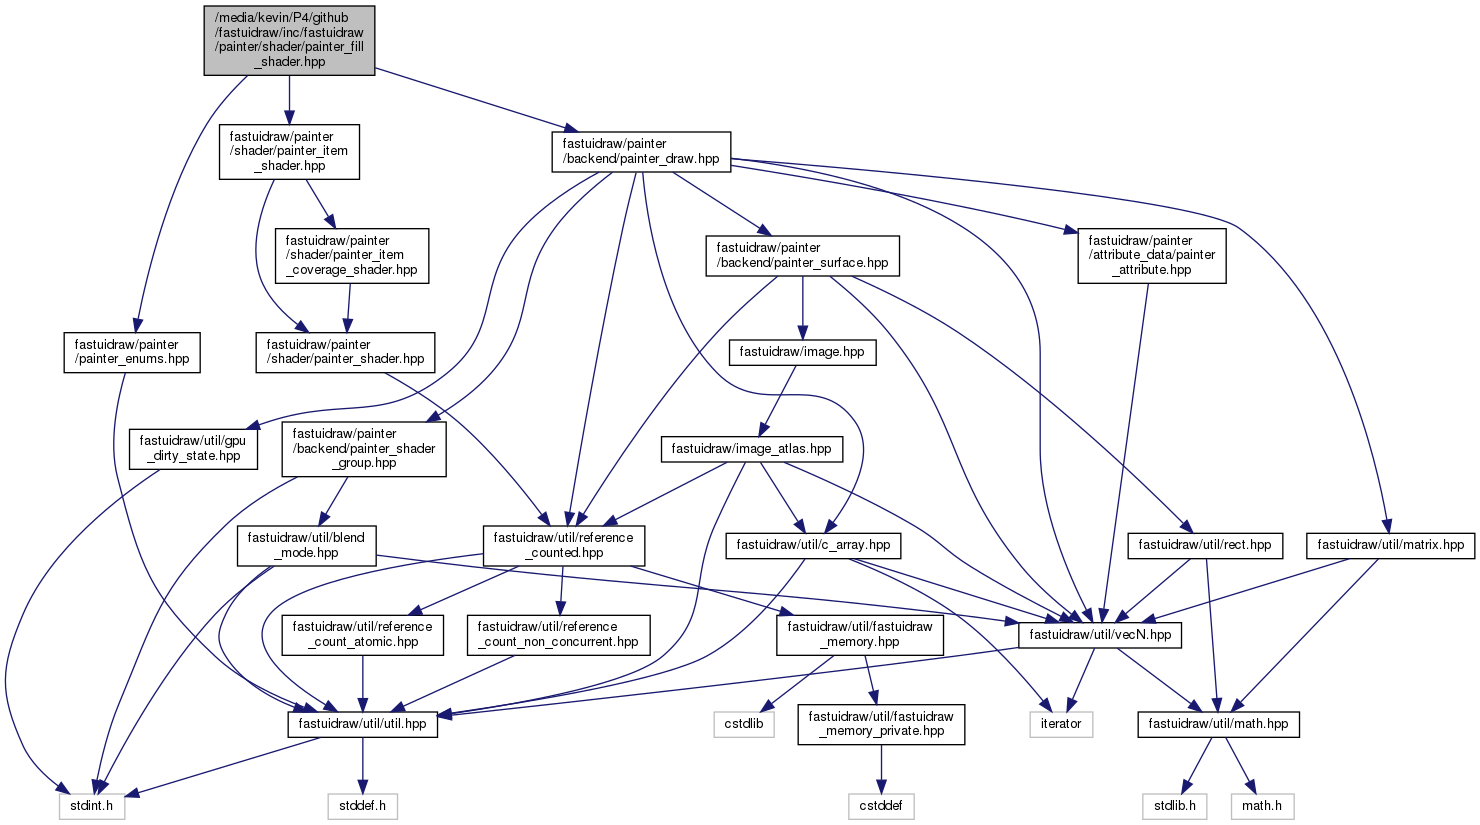 /media/kevin/P4/github
/fastuidraw/inc/fastuidraw
/painter/shader/painter_fill
_shader.hpp
fastuidraw/painter
/shader/painter_item
_shader.hpp
fastuidraw/painter
/backend/painter_draw.hpp
fastuidraw/painter
/shader/painter_item
_coverage_shader.hpp
fastuidraw/painter
/backend/painter_surface.hpp
fastuidraw/painter
/attribute_data/painter
_attribute.hpp
fastuidraw/painter
/painter_enums.hpp
fastuidraw/painter
/shader/painter_shader.hpp
fastuidraw/image.hpp
fastuidraw/util/gpu
_dirty_state.hpp
fastuidraw/painter
/backend/painter_shader
_group.hpp
fastuidraw/image_atlas.hpp
fastuidraw/util/blend
_mode.hpp
fastuidraw/util/reference
_counted.hpp
fastuidraw/util/c_array.hpp
fastuidraw/util/rect.hpp
fastuidraw/util/matrix.hpp
fastuidraw/util/reference
_count_atomic.hpp
fastuidraw/util/reference
_count_non_concurrent.hpp
fastuidraw/util/fastuidraw
_memory.hpp
fastuidraw/util/vecN.hpp
fastuidraw/util/util.hpp
cstdlib
fastuidraw/util/fastuidraw
_memory_private.hpp
iterator
fastuidraw/util/math.hpp
stdint.h
stddef.h
cstddef
stdlib.h
math.h